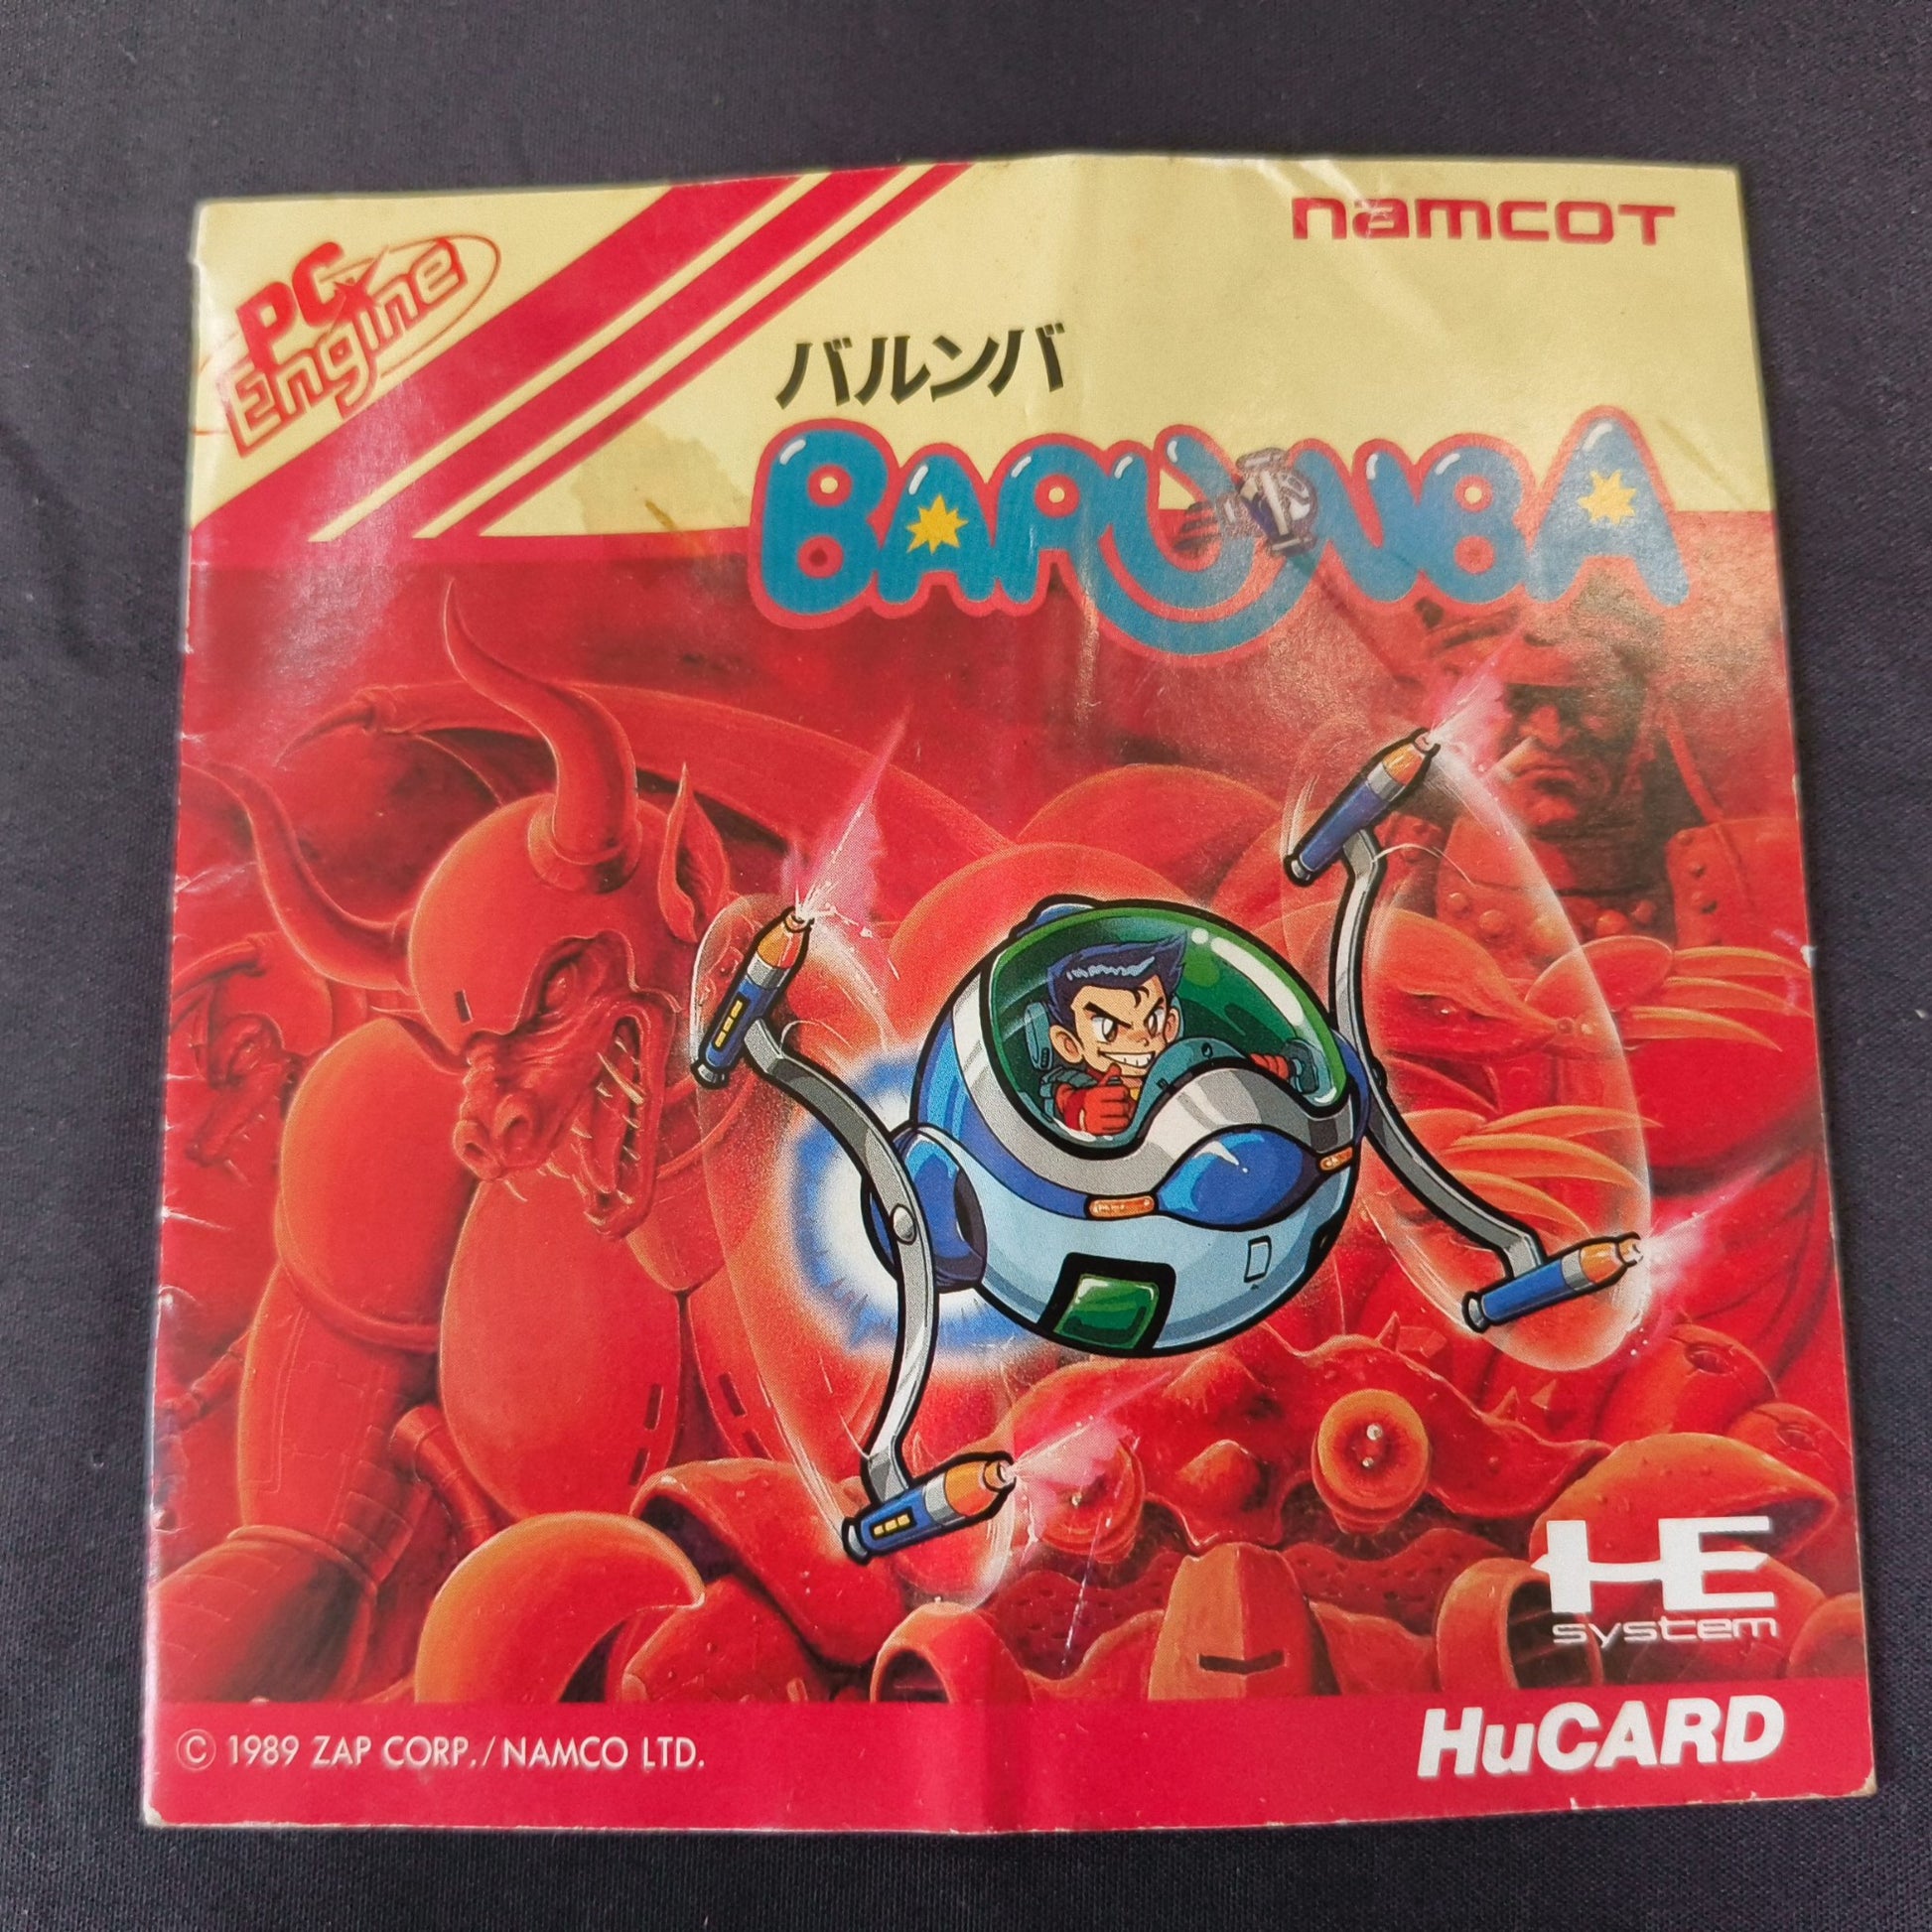 PC Engine
namcot
バルンバ
BARUNBA
HE
system
HuCARD
© 1989 ZAP CORP./NAMCO LTD.